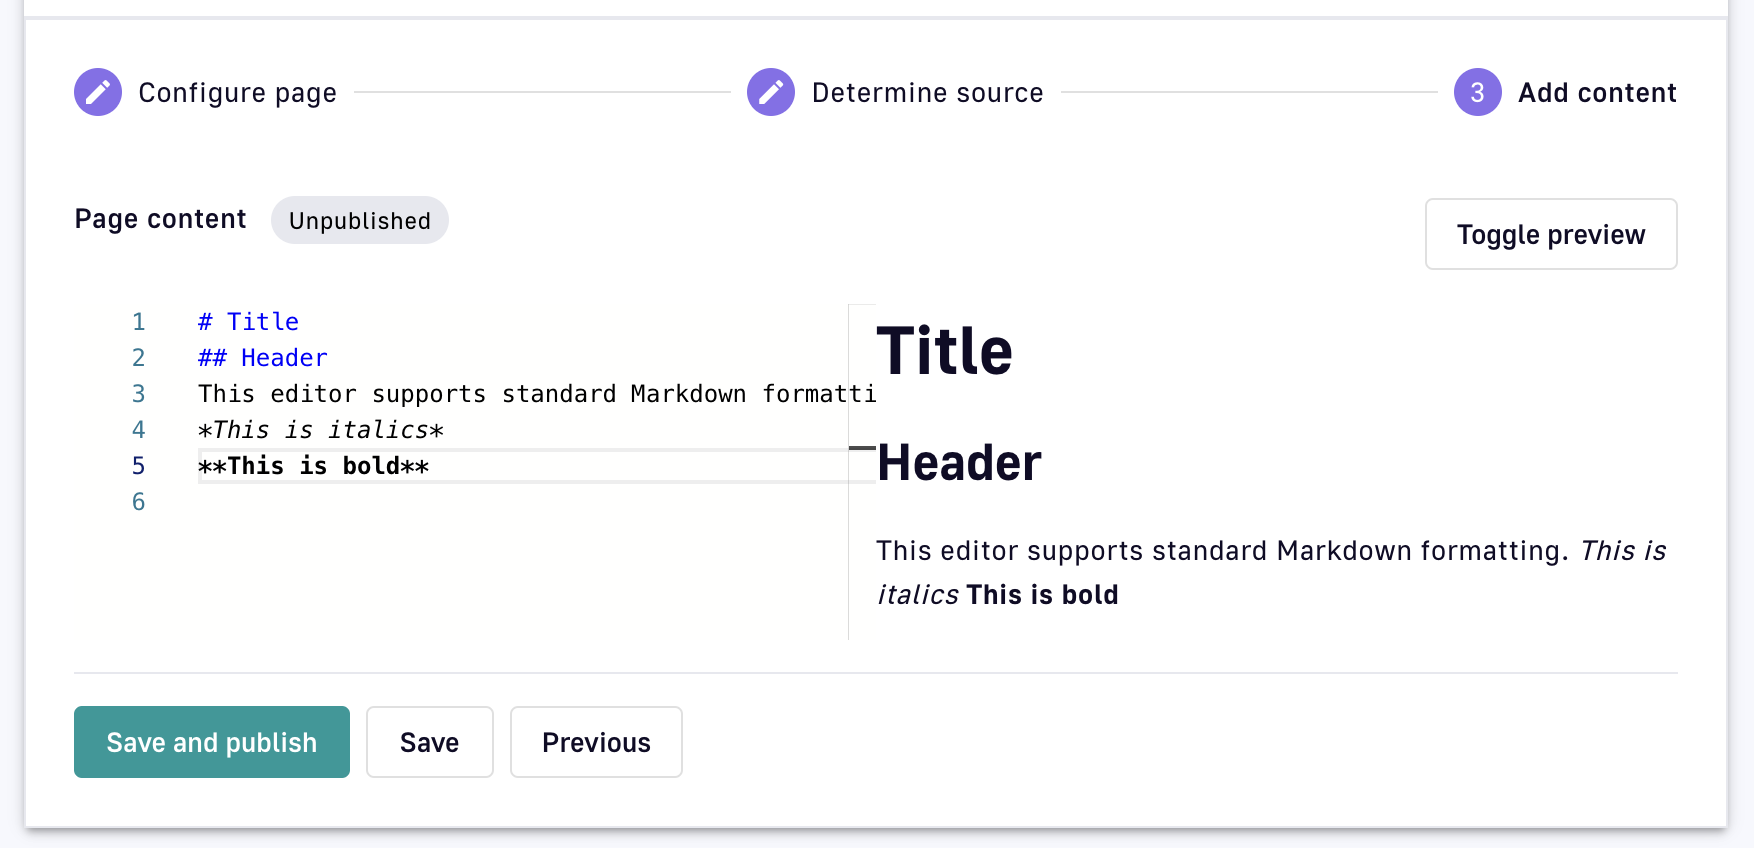 Configure page
Determine source
3 Add content
Page content Unpublished
Toggle preview
1 # Title
2 ## Header
3 This editor supports standard Markdown formatti
4 *This is italics*
5 **This is bold**
6
Title
Header
This editor supports standard Markdown formatting. This is
italics This is bold
Save and publish
Save
Previous